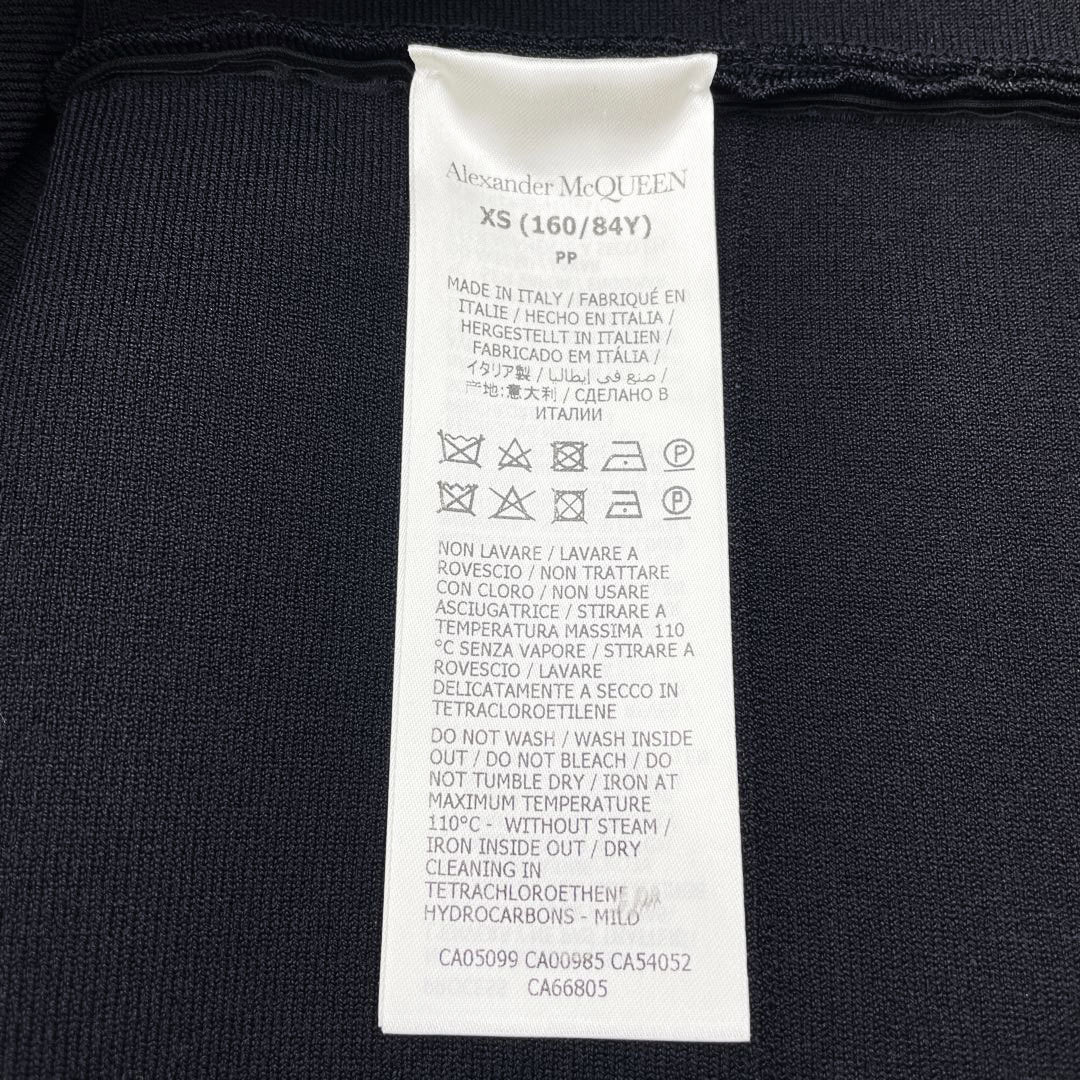 Alexander McQUEEN
XS (160/84Y)
PP
MADE IN ITALY / FABRIQUÉ EN
ITALIE / HECHO EN ITALIA /
HERGESTELLT IN ITALIEN /
FABRICADO EM ITÁLIA /
イタリア製 / صنع في إيطاليا /
产地:意大利 / СДЕЛАНО В
ИТАЛИИ
P
P
NON LAVARE / LAVARE A
ROVESCIO / NON TRATTARE
CON CLORO / NON USARE
ASCIUGATRICE / STIRARE A
TEMPERATURA MASSIMA 110
°C SENZA VAPORE / STIRARE A
ROVESCIO / LAVARE
DELICATAMENTE A SECCO IN
TETRACLOROETILENE
DO NOT WASH / WASH INSIDE
OUT / DO NOT BLEACH / DO
NOT TUMBLE DRY / IRON AT
MAXIMUM TEMPERATURE
110°C - WITHOUT STEAM /
IRON INSIDE OUT / DRY
CLEANING IN
TETRACHLOROETHENE
HYDROCARBONS - MILD
CA05099 CA00985 CA54052
CA66805